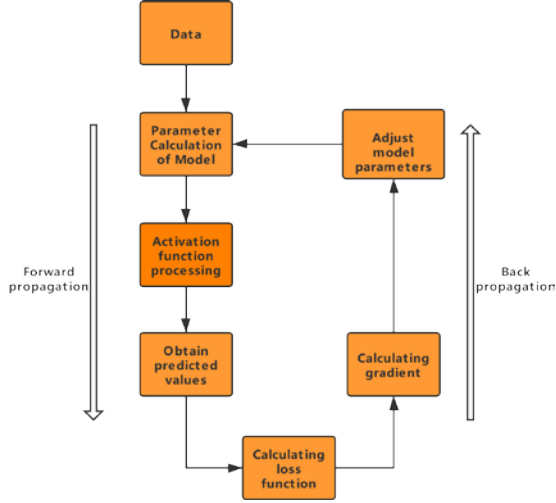 Data
Parameter
Calculation
of Model
Adjust
model
parameters
Activation
function
processing
Forward
propagation
Back
propagation
Obtain
predicted
values
Calculating
gradient
Calculating
loss
function